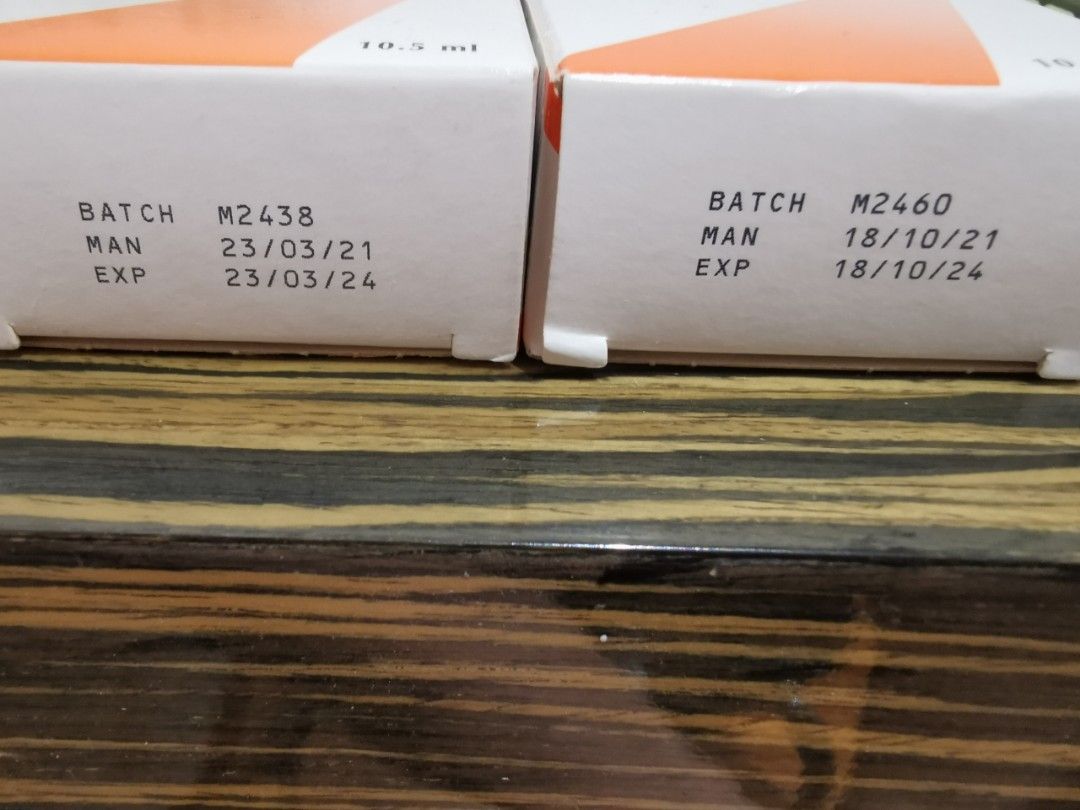 10.5 ml
BATCH M2438
MAN 23/03/21
EXP 23/03/24
10
BATCH M2460
MAN 18/10/21
EXP 18/10/24